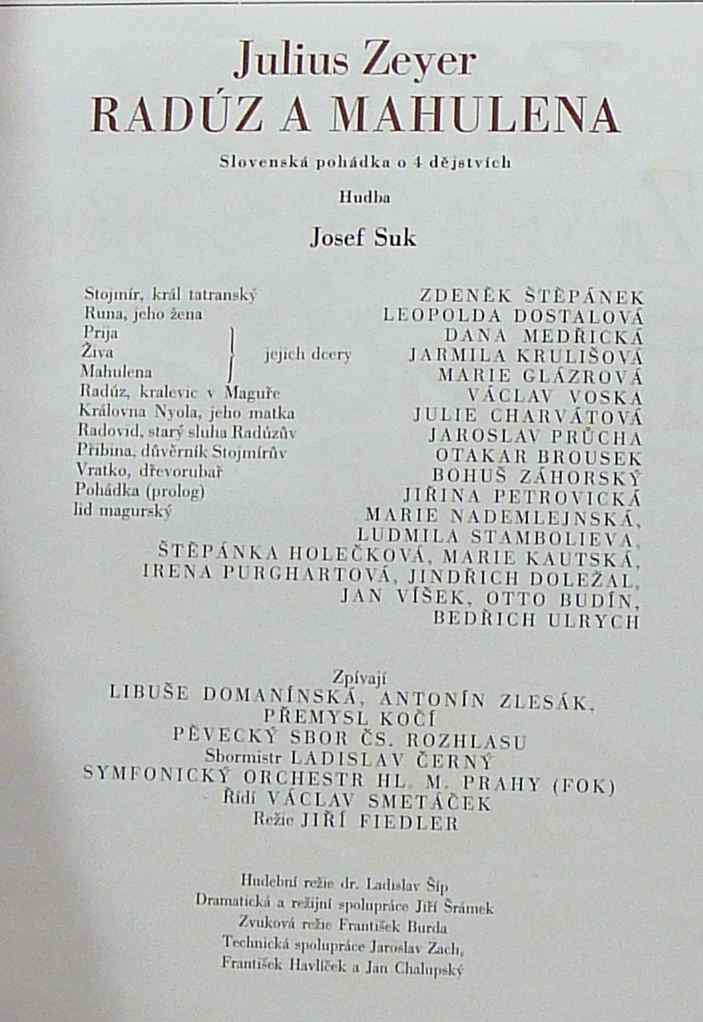 Julius Zeyer
RADÚZ A MAHULENA
Slovenská pohádka o 4 dějstvích
Hudba
Josef Suk
Stojmír, král tatranský ZDENĚK ŠTĚPÁNEK
Runa, jeho žena LEOPOLDA DOSTALOVÁ
Prija DANA MEDŘICKÁ
Živa } jejich dcery JARMILA KRULIŠOVÁ
Mahulena MARIE GLÁZROVÁ
Radúz, kralevic v Maguře VÁCLAV VOSKA
Královna Nyola, jeho matka JULIE CHARVÁTOVÁ
Radovid, starý sluha Radúzův JAROSLAV PRŮCHA
Přibina, důvěrník Stojmírův OTAKAR BROUSEK
Vratko, dřevorubař BOHUŠ ZÁHORSKÝ
Pohádka (prolog) JIŘINA PETROVICKÁ
lid magurský MARIE NADEMLEJNSKÁ,
LUDMILA STAMBOLIEVA,
ŠTĚPÁNKA HOLEČKOVÁ, MARIE KAUTSKÁ,
IRENA PURGHARTOVÁ, JINDŘICH DOLEŽAL,
JAN VÍŠEK, OTTO BUDÍN,
BEDŘICH ULRYCH
Zpívají
LIBUŠE DOMANÍNSKÁ, ANTONÍN ZLESÁK,
PŘEMYSL KOČÍ
PĚVECKÝ SBOR ČS. ROZHLASU
Sbormistr LADISLAV ČERNÝ
SYMFONICKÝ ORCHESTR HL. M. PRAHY (FOK)
Řídí VÁCLAV SMETÁČEK
Režie JIŘÍ FIEDLER
Hudební režie dr. Ladislav Šíp
Dramatická a režijní spolupráce Jiří Šrámek
Zvuková režie František Burda
Technická spolupráce Jaroslav Zach,
František Havlíček a Jan Chalupský